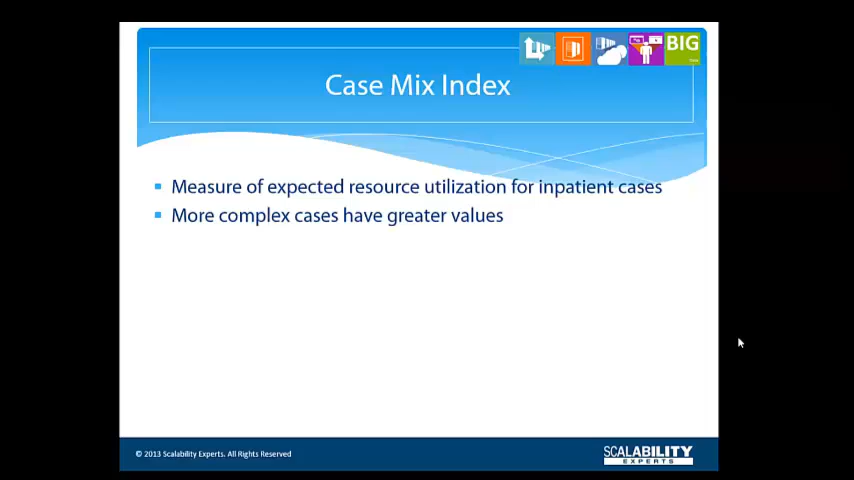 BIG
Case Mix Index
Measure of expected resource utilization for inpatient cases
More complex cases have greater values
© 2013 Scalability Experts. All Rights Reserved
SCALABILITY
EXPERTS